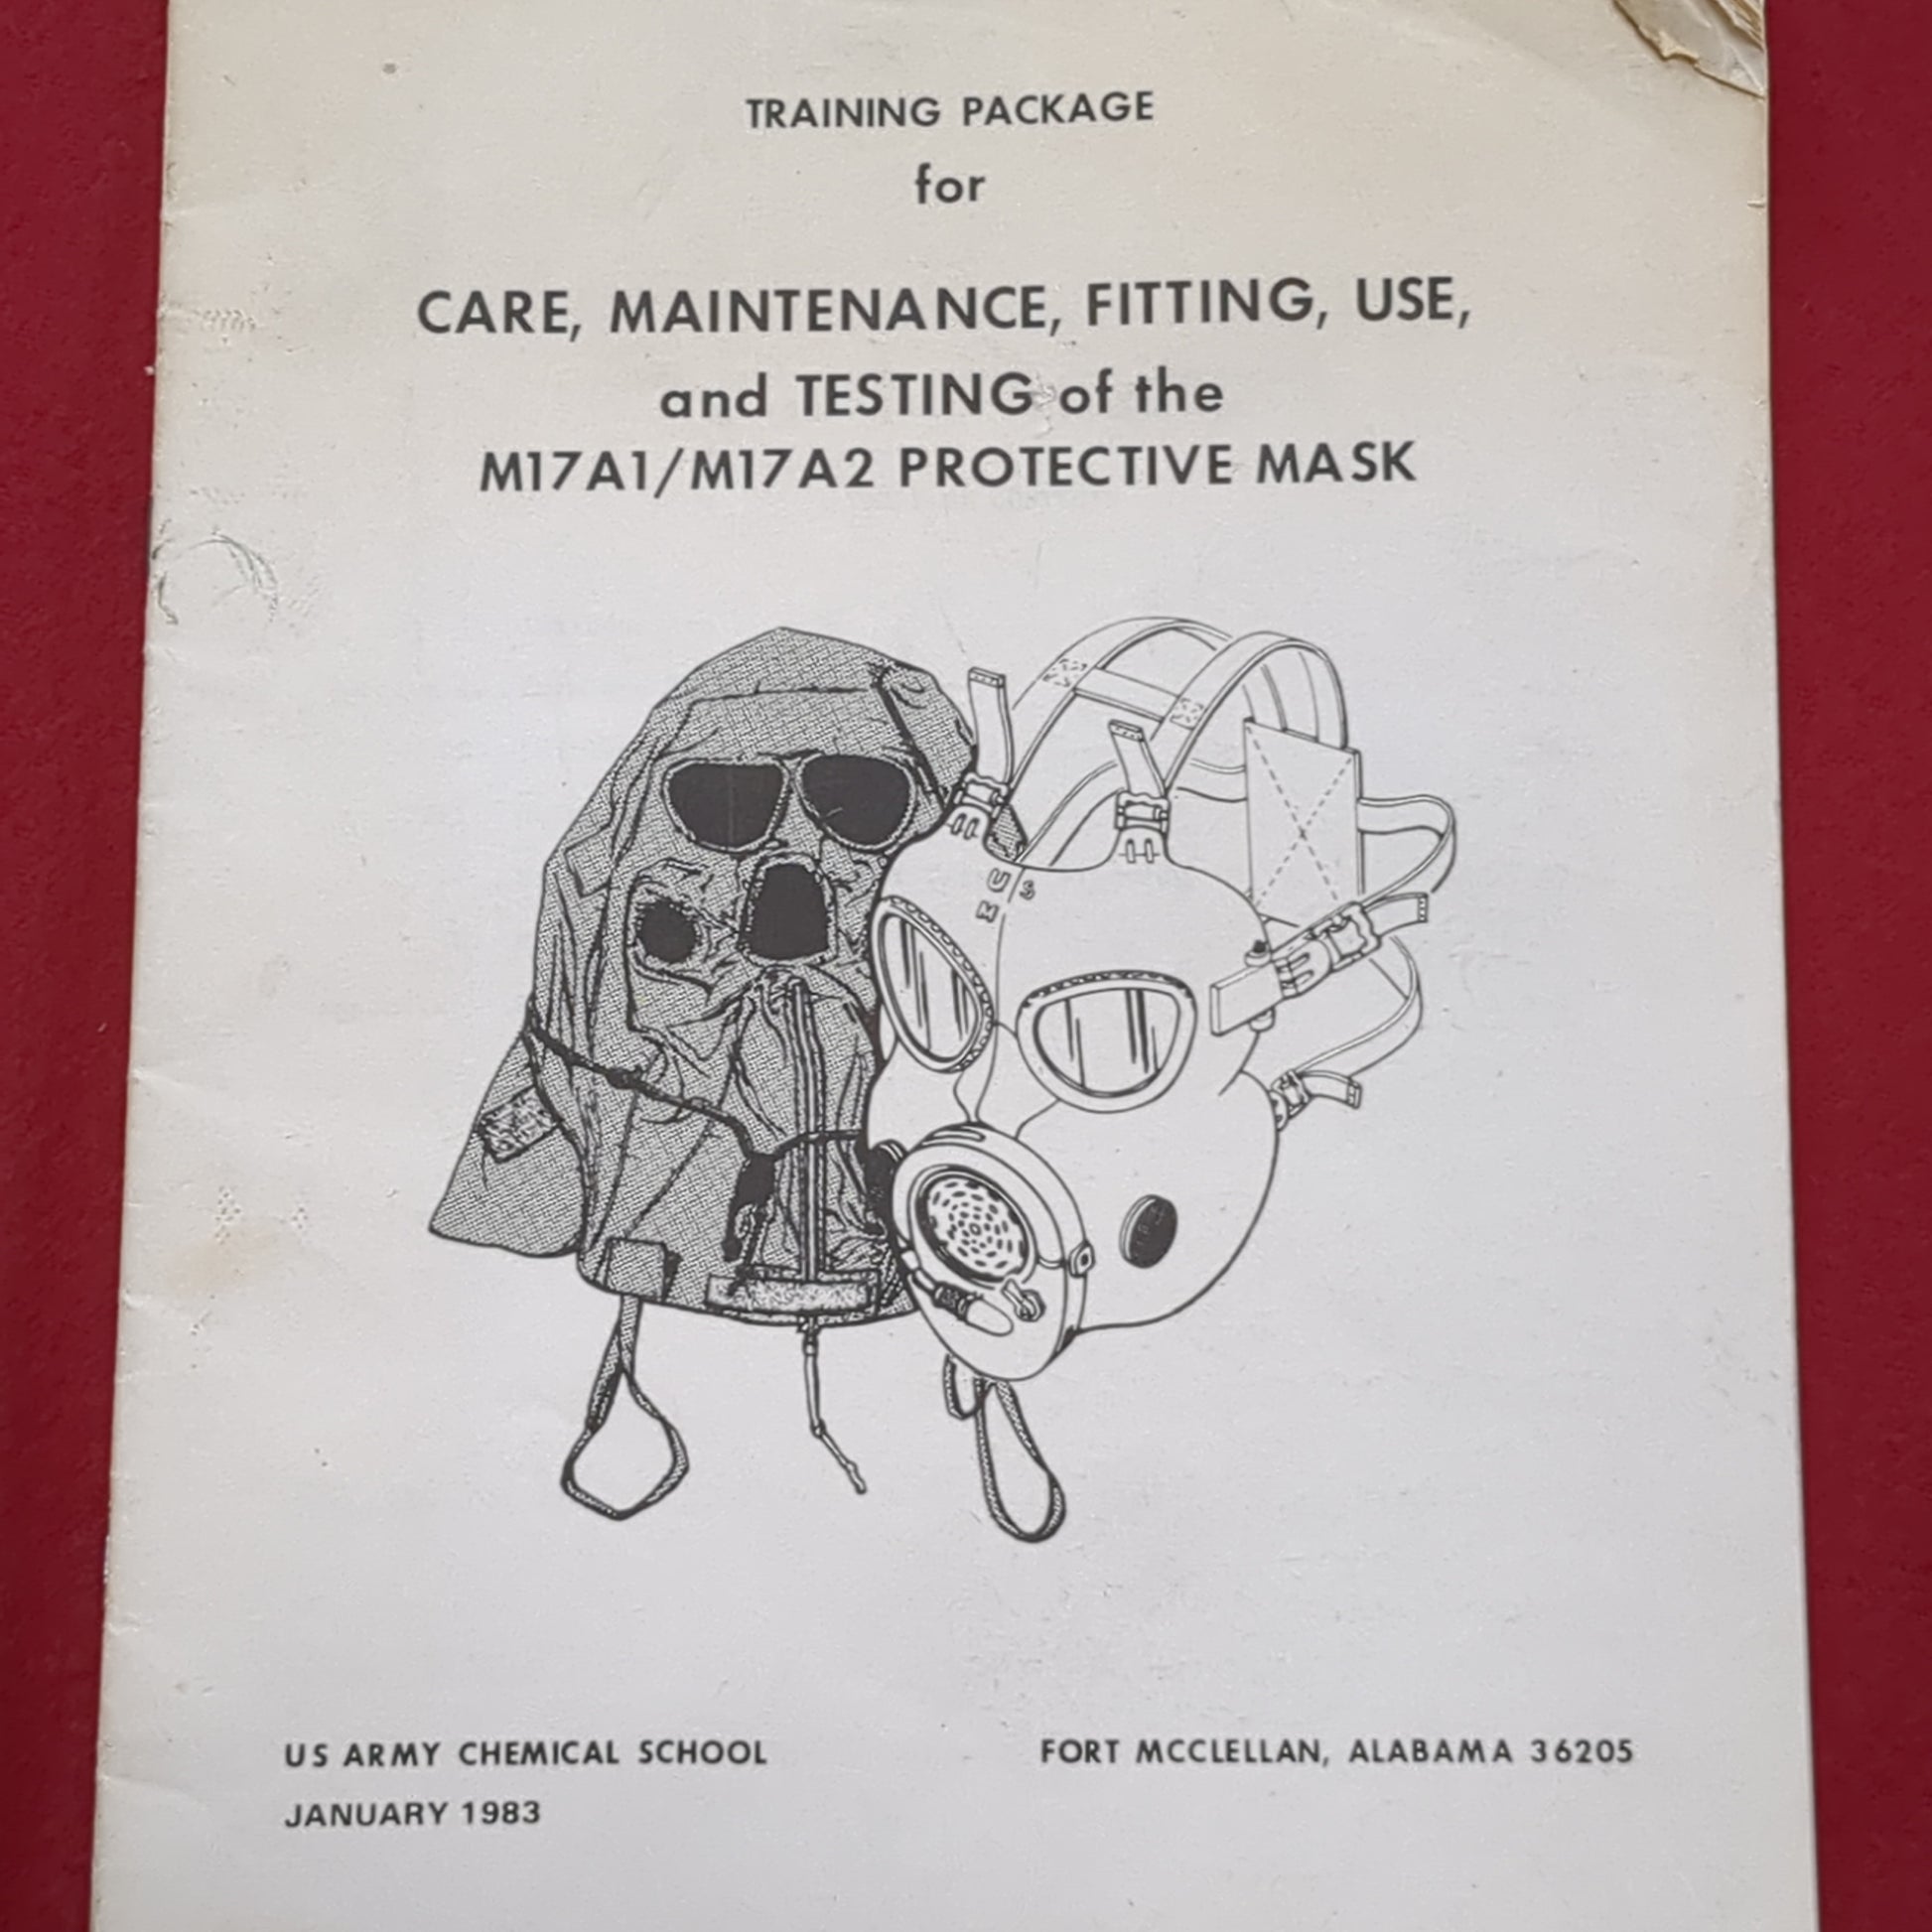 TRAINING PACKAGE
for
CARE, MAINTENANCE, FITTING, USE,
and TESTING of the
M17A1/M17A2 PROTECTIVE MASK
U S
M
US ARMY CHEMICAL SCHOOL
FORT MCCLELLAN, ALABAMA 36205
JANUARY 1983